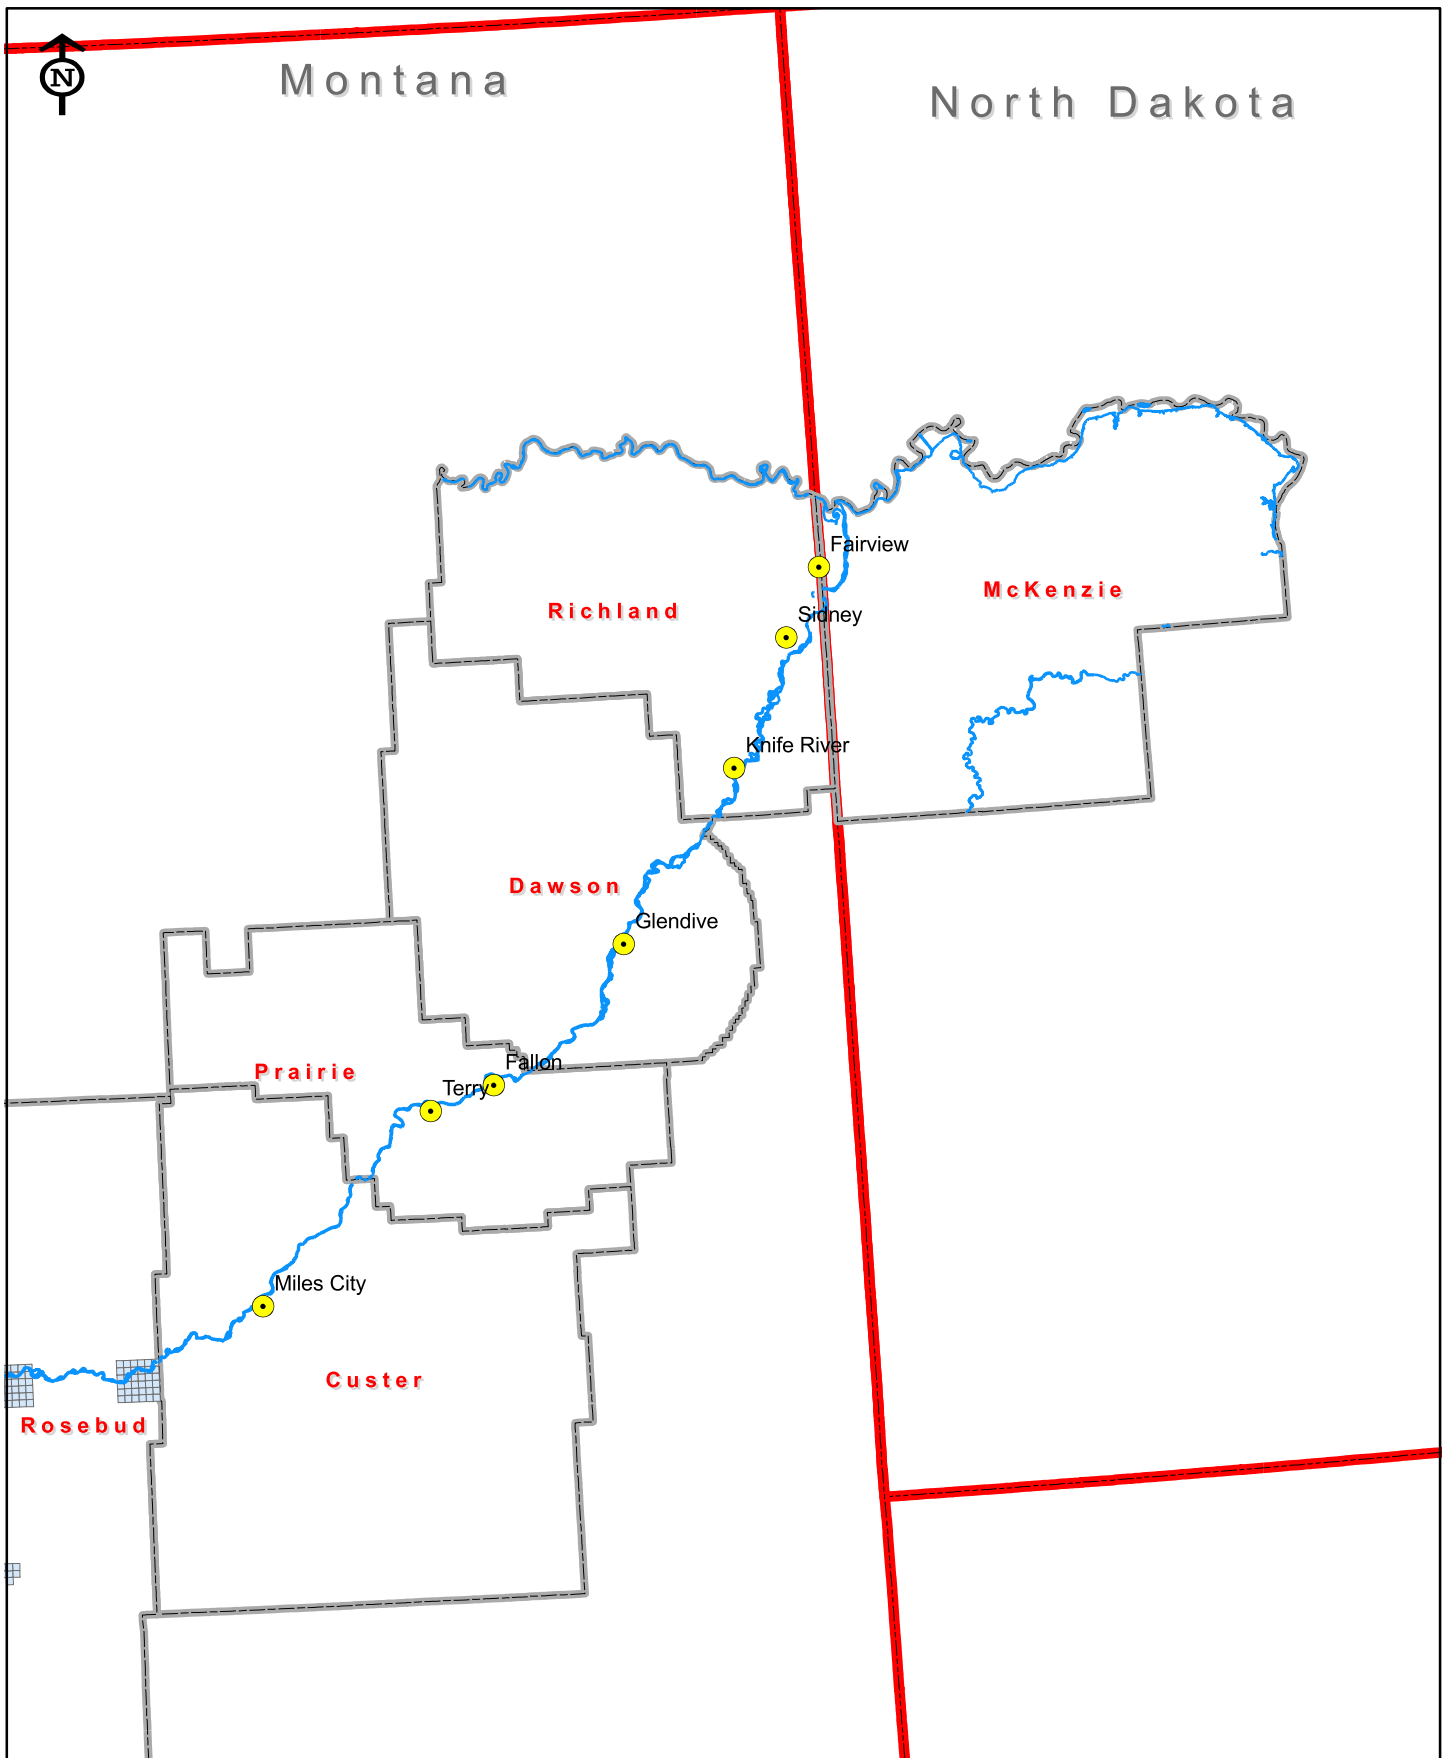 Montana
North Dakota
N
Fairview
McKenzie
Richland
Sidney
Knife River
Dawson
Glendive
Fallon
Prairie
Terry
Miles City
Custer
Rosebud